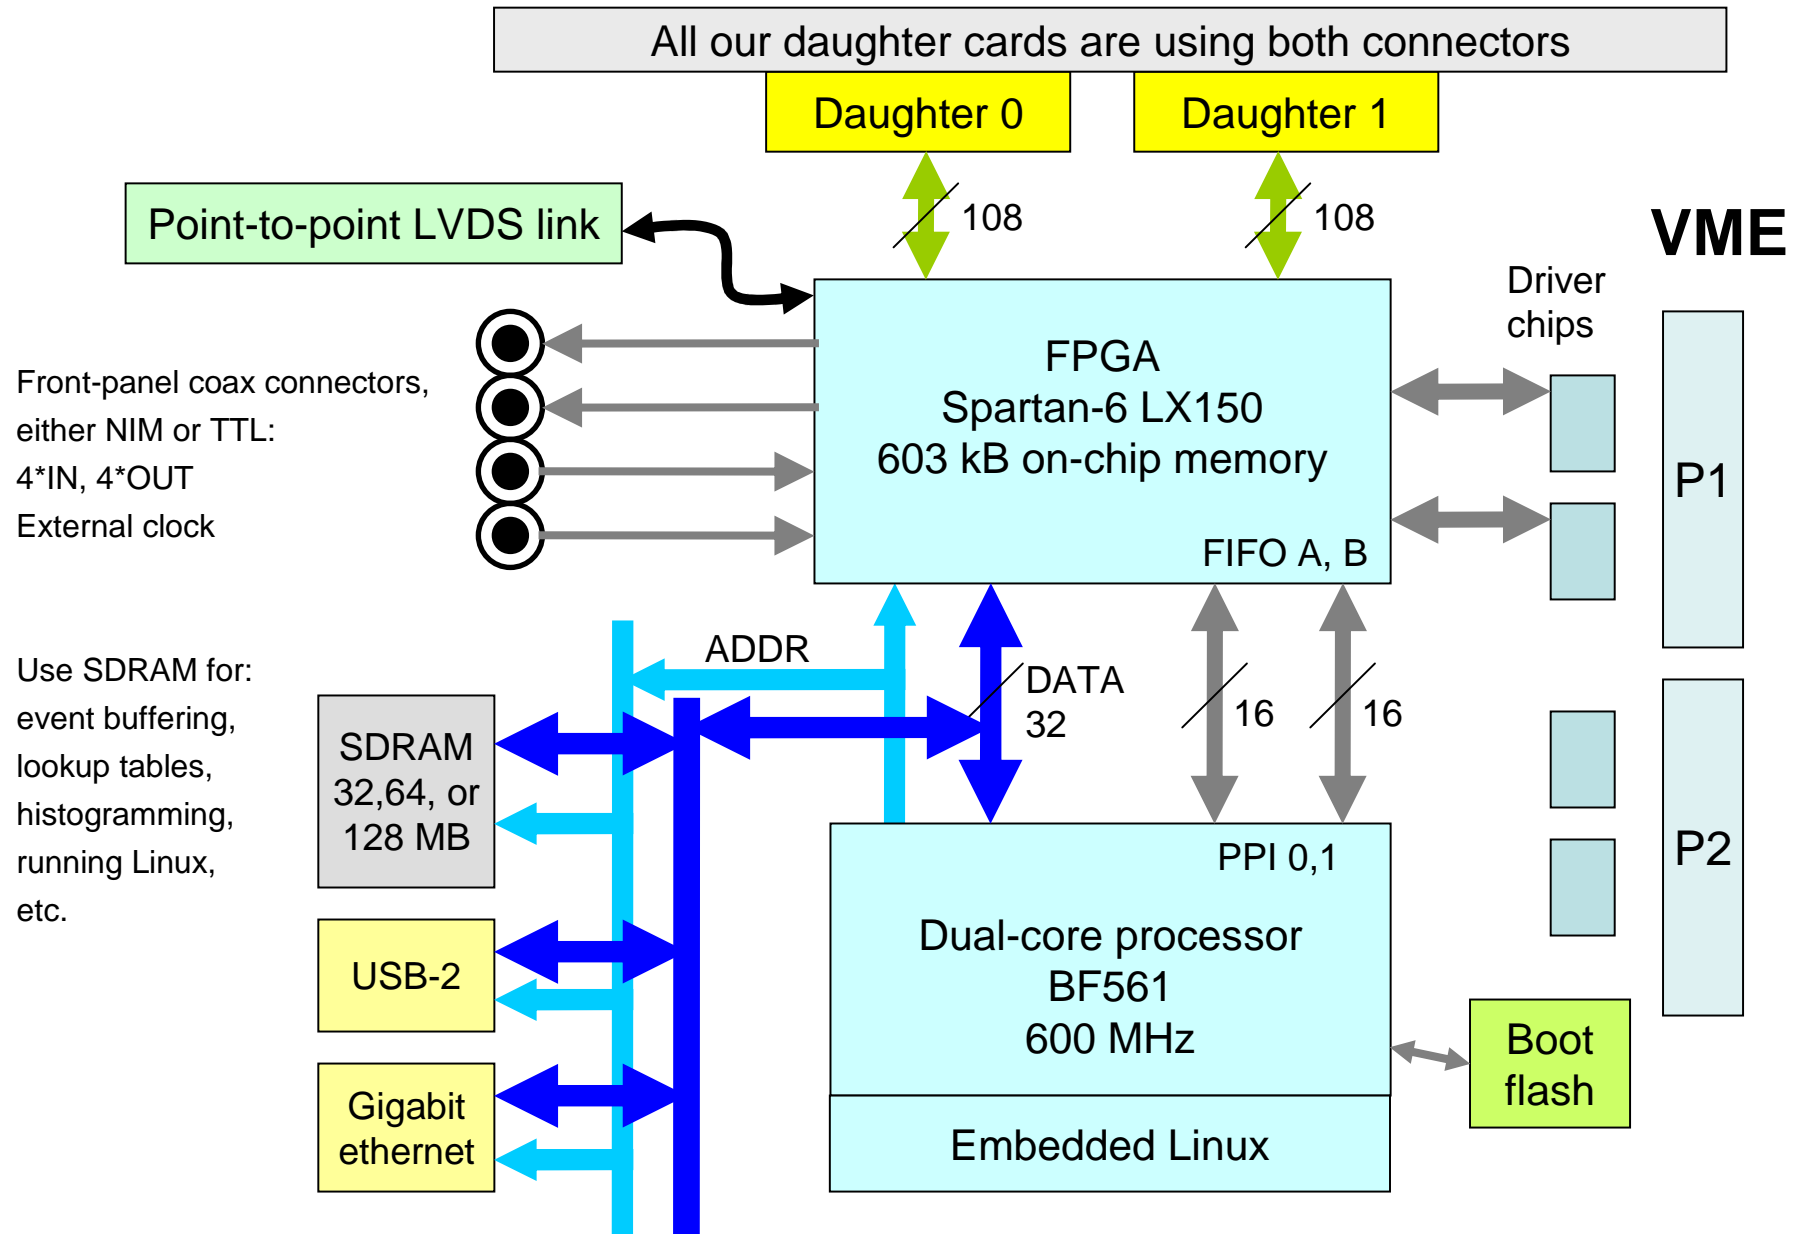 All our daughter cards are using both connectors
Daughter 0
Daughter 1
108
108
Point-to-point LVDS link
VME
Driver
chips
FPGA
Spartan-6 LX150
603 kB on-chip memory
FIFO A, B
Front-panel coax connectors,
either NIM or TTL:
4*IN, 4*OUT
External clock
P1
ADDR
DATA
32
16
16
Use SDRAM for:
event buffering,
lookup tables,
histogramming,
running Linux,
etc.
SDRAM
32,64, or
128 MB
P2
PPI 0,1
Dual-core processor
BF561
600 MHz
USB-2
Boot
flash
Gigabit
ethernet
Embedded Linux